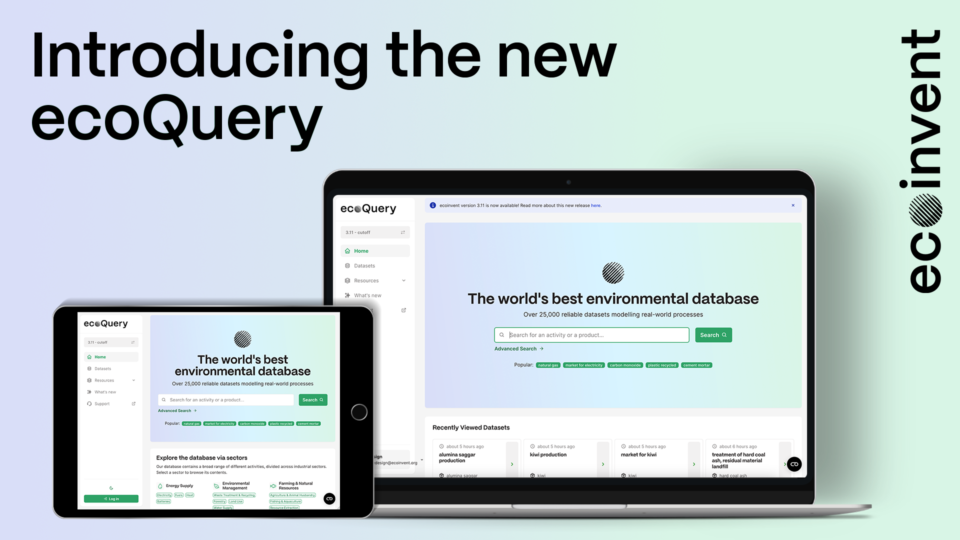 Introducing the new
ecoQuery
ecoinvent
ecoQuery
ecoinvent version 3.11 is now available! Read more about this new release here.
3.11 - cutoff
Home
Datasets
Resources
What's new
The world's best environmental database
Over 25,000 reliable datasets modelling real-world processes
Search for an activity or a product...
Search
Advanced Search
Popular: natural gas market for electricity carbon monoxide plastic recycled cement mortar
Recently Viewed Datasets
about 5 hours ago
alumina saggar
production
alumina saggar
about 5 hours ago
kiwi production
kiwi
about 5 hours ago
market for kiwi
kiwi
about 6 hours ago
treatment of hard coal
ash, residual material
landfill
hard coal ash
sign
design@ecoinvent.org
ecoQuery
3.11 - cutoff
Home
Datasets
Resources
What's new
Support
Log in
The world's best
environmental database
Over 25,000 reliable datasets modelling real-world processes
Search for an activity or a product...
Search
Advanced Search
Popular: natural gas market for electricity carbon monoxide plastic recycled cement mortar
Explore the database via sectors
Our database contains a broad range of different activities, divided across industrial sectors.
Select a sector to browse its contents.
Energy Supply
Electricity Fuels Heat
Environmental
Management
Waste Treatment & Recycling
Forestry
Water Supply
Farming & Natural
Resources
Agriculture & Animal Husbandry
Fishing & Aquaculture
Resource Extraction